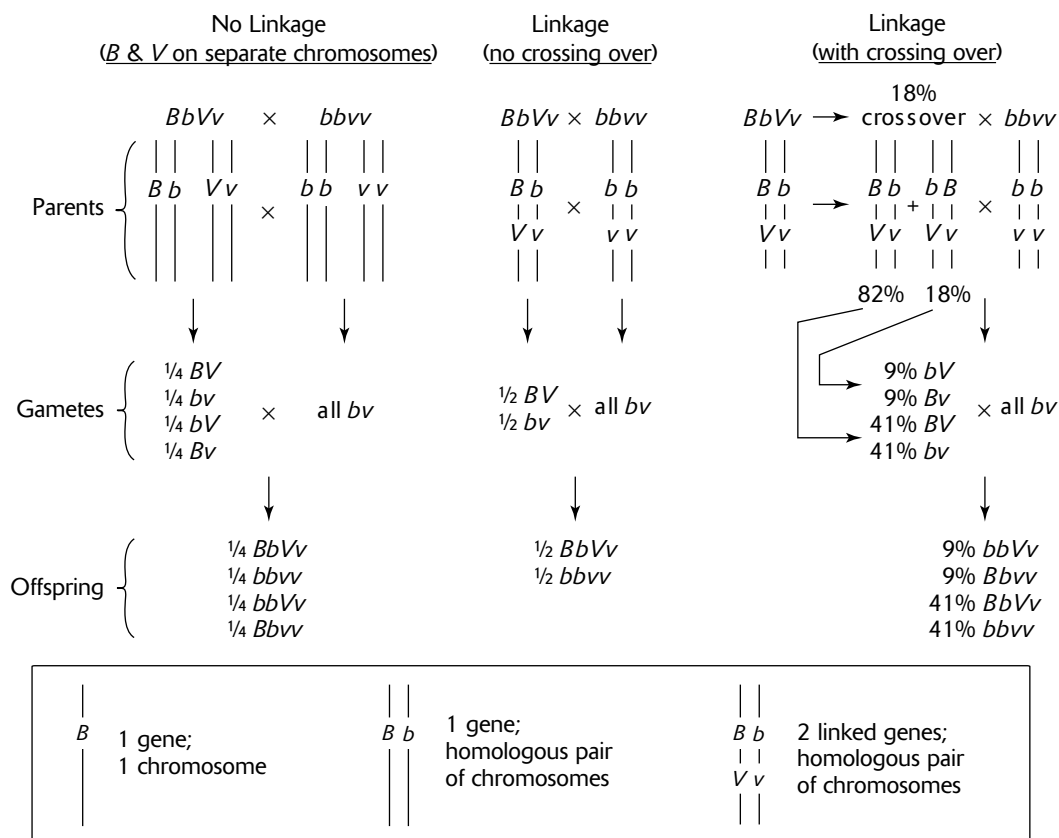 No Linkage
(B & V on separate chromosomes)
Linkage
(no crossing over)
Linkage
(with crossing over)
BbVv × bbvv
BbVv × bbvv
18%
BbVv crossover × bbvv
Parents
B b V v × b b v v
B b × b b
V v v v
B b B b + b B × b b
V v V v V v v v
82% 18%
Gametes
¼ BV
¼ bv
¼ bV
¼ Bv
× all bv
½ BV
½ bv
× all bv
9% bV
9% Bv
41% BV
41% bv
× all bv
Offspring
¼ BbVv
¼ bbvv
¼ bbVv
¼ Bbvv
½ BbVv
½ bbvv
9% bbVv
9% Bbvv
41% BbVv
41% bbvv
B
1 gene;
1 chromosome
B b
1 gene;
homologous pair
of chromosomes
B b
V v
2 linked genes;
homologous pair
of chromosomes